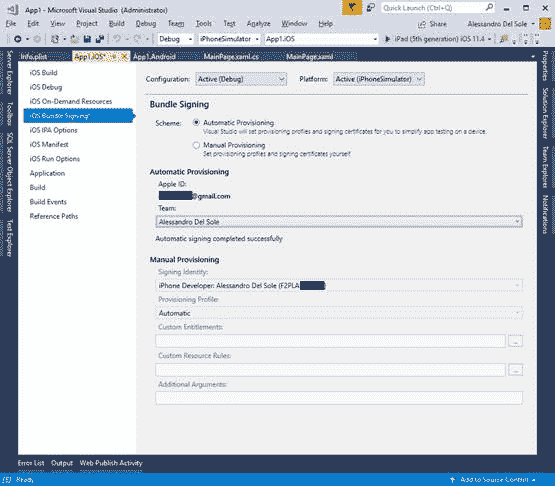 App1 - Microsoft Visual Studio (Administrator)
Quick Launch (Ctrl+Q)
File Edit View Project Build Debug Team Tools Test Analyze Window Help
Share Alessandro Del Sole
Debug iPhoneSimulator App1.iOS iPad (5th generation) iOS 11.4
Info.plist App1.iOS* App1.Android MainPage.xaml.cs MainPage.xaml
Server Explorer
Toolbox
SQL Server Object Explorer
Test Explorer
iOS Build
iOS Debug
iOS On-Demand Resources
iOS Bundle Signing*
iOS IPA Options
iOS Manifest
iOS Run Options
Application
Build
Build Events
Reference Paths
Configuration: Active (Debug) Platform: Active (iPhoneSimulator)
Bundle Signing
Scheme: Automatic Provisioning
Visual Studio will set provisioning profiles and signing certificates for you to simplify app testing on a device.
Manual Provisioning
Set provisioning profiles and signing certificates yourself
Automatic Provisioning
Apple ID:
@gmail.com
Team:
Alessandro Del Sole
Automatic signing completed successfully
Manual Provisioning
Signing Identity:
iPhone Developer: Alessandro Del Sole (F2PLA )
Provisioning Profile:
Automatic
Custom Entitlements:
...
Custom Resource Rules:
...
Additional Arguments:
Properties
Solution Explorer
Team Explorer
Notifications
Error List Output Web Publish Activity
Ready
Add to Source Control